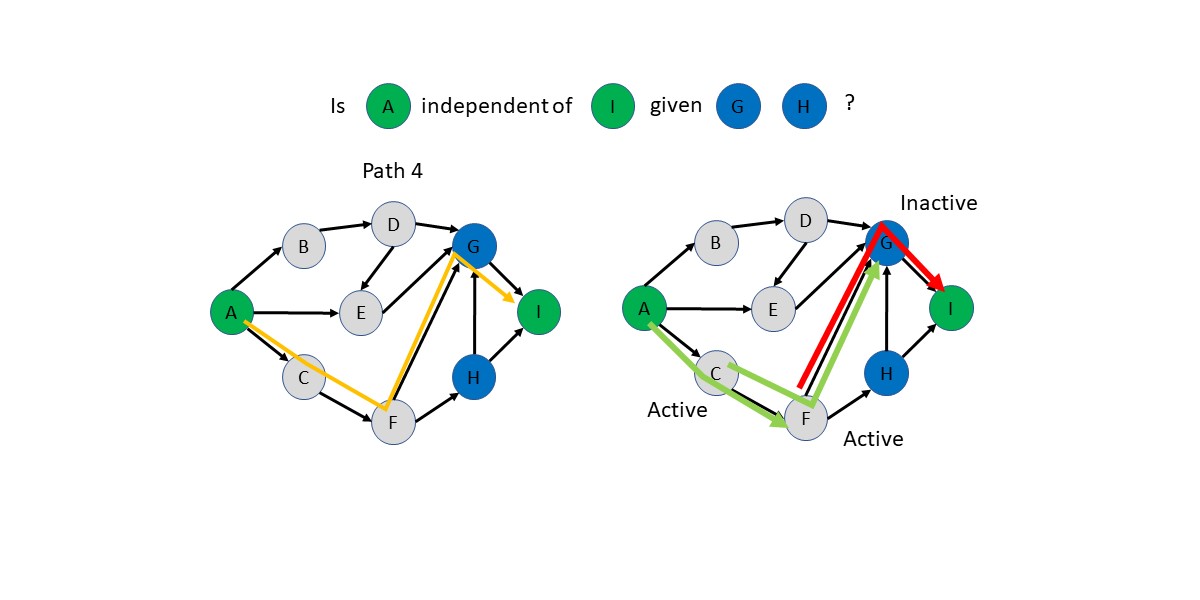 Is A independent of I given G H ?
Path 4
B
D
G
A
E
I
C
H
F
Inactive
B
D
G
A
E
I
C
H
Active
F
Active